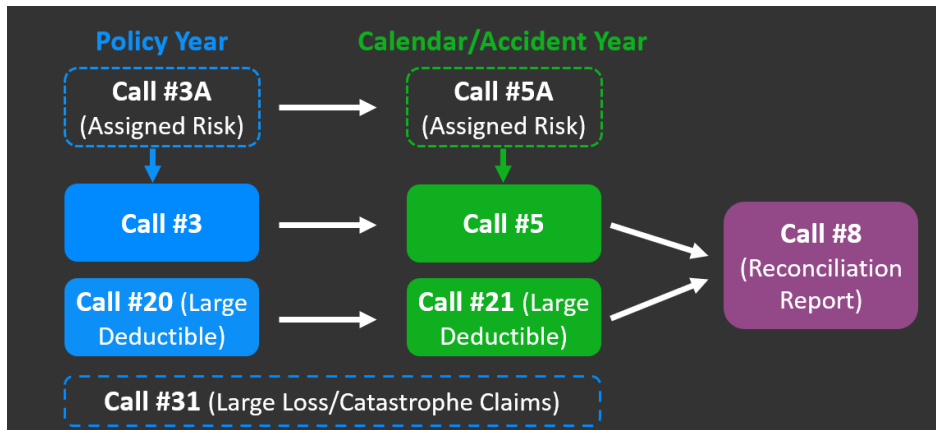 Policy Year
Calendar/Accident Year
Call #3A
(Assigned Risk)
Call #5A
(Assigned Risk)
Call #3
Call #5
Call #8
(Reconciliation
Report)
Call #20 (Large
Deductible)
Call #21 (Large
Deductible)
Call #31 (Large Loss/Catastrophe Claims)